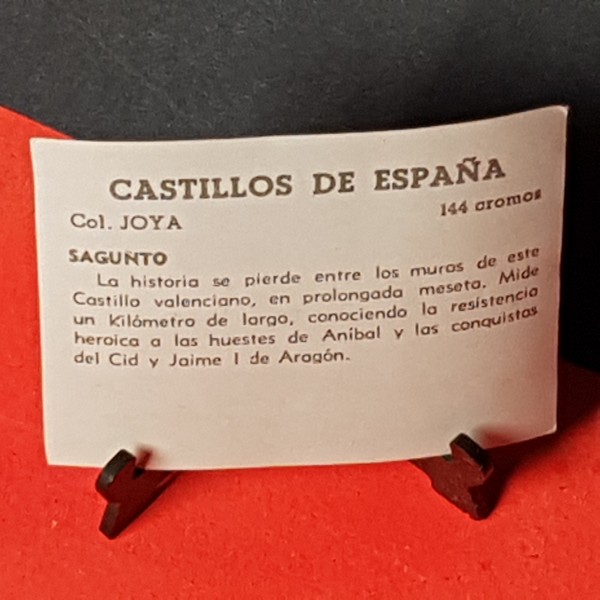 CASTILLOS DE ESPAÑA
Col. JOYA 144 cromos
SAGUNTO
La historia se pierde entre los muros de este
Castillo valenciano, en prolongada meseta. Mide
un Kilómetro de largo, conociendo la resistencia
heroica a las huestes de Aníbal y las conquistas
del Cid y Jaime I de Aragón.